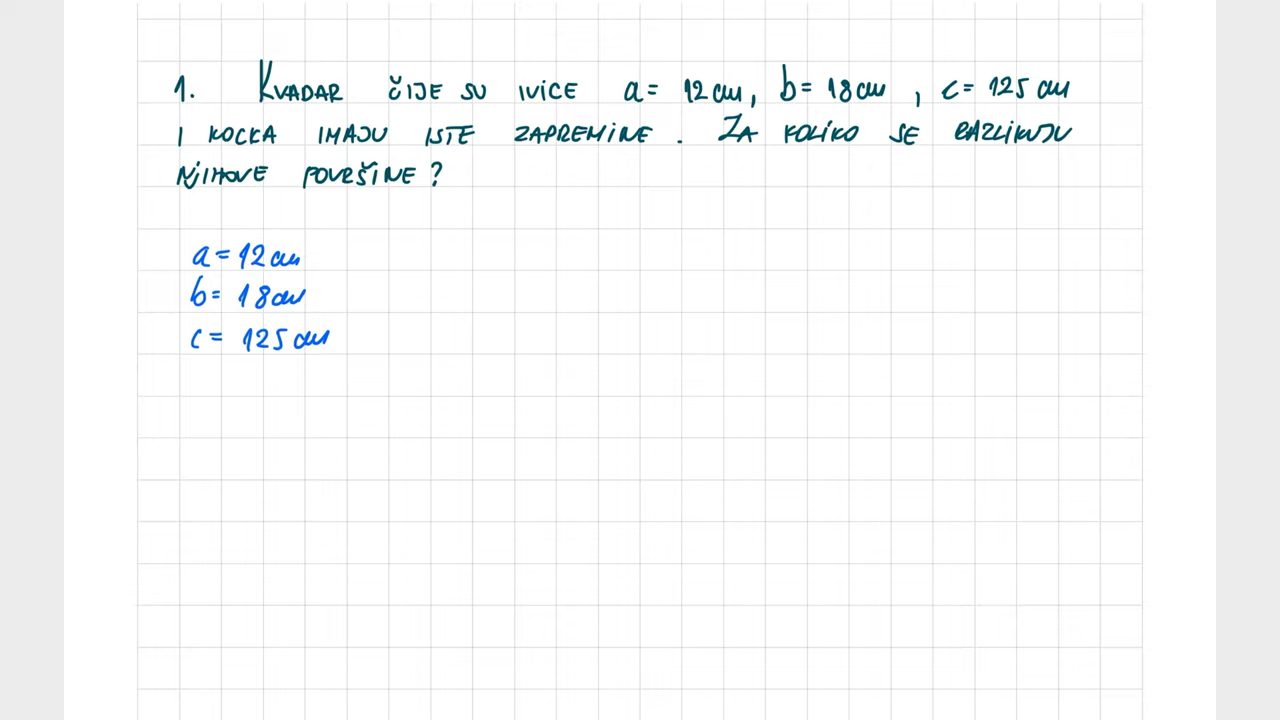 1. KVADAR ČIJE SU IVICE a = 12 cm, b = 18 cm, c = 125 cm
I KOCKA IMAJU ISTE ZAPREMINE. ZA KOLIKO SE RAZLIKUJU
NJIHOVE POVRŠINE?
a = 12 cm
b = 18 cm
c = 125 cm